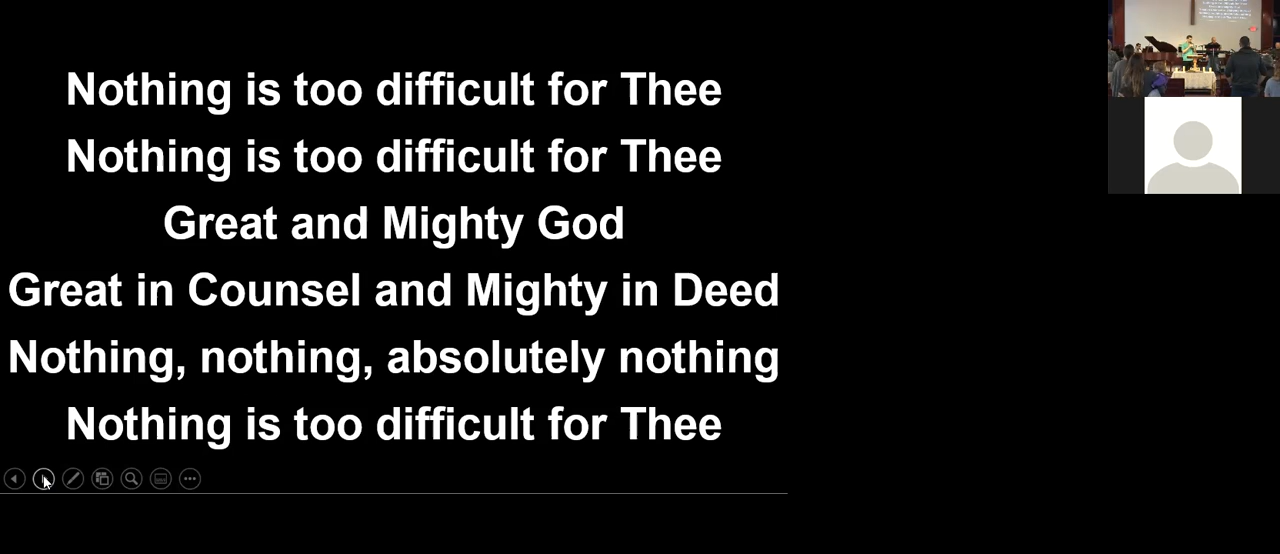 Nothing is too difficult for Thee
Nothing is too difficult for Thee
Great and Mighty God
Great in Counsel and Mighty in Deed
Nothing, nothing, absolutely nothing
Nothing is too difficult for Thee